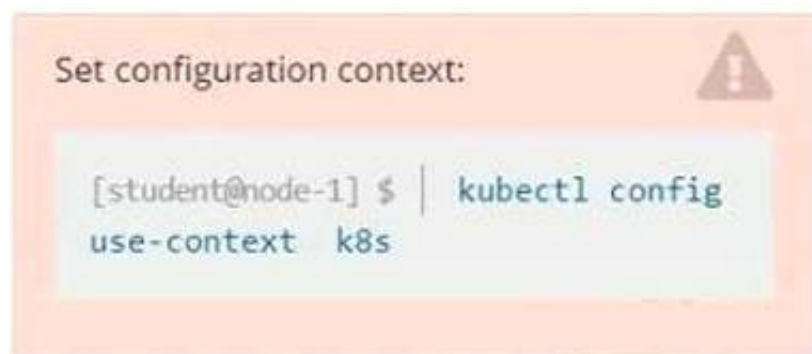 Set configuration context:
[student@node-1] $ | kubectl config
use-context k8s